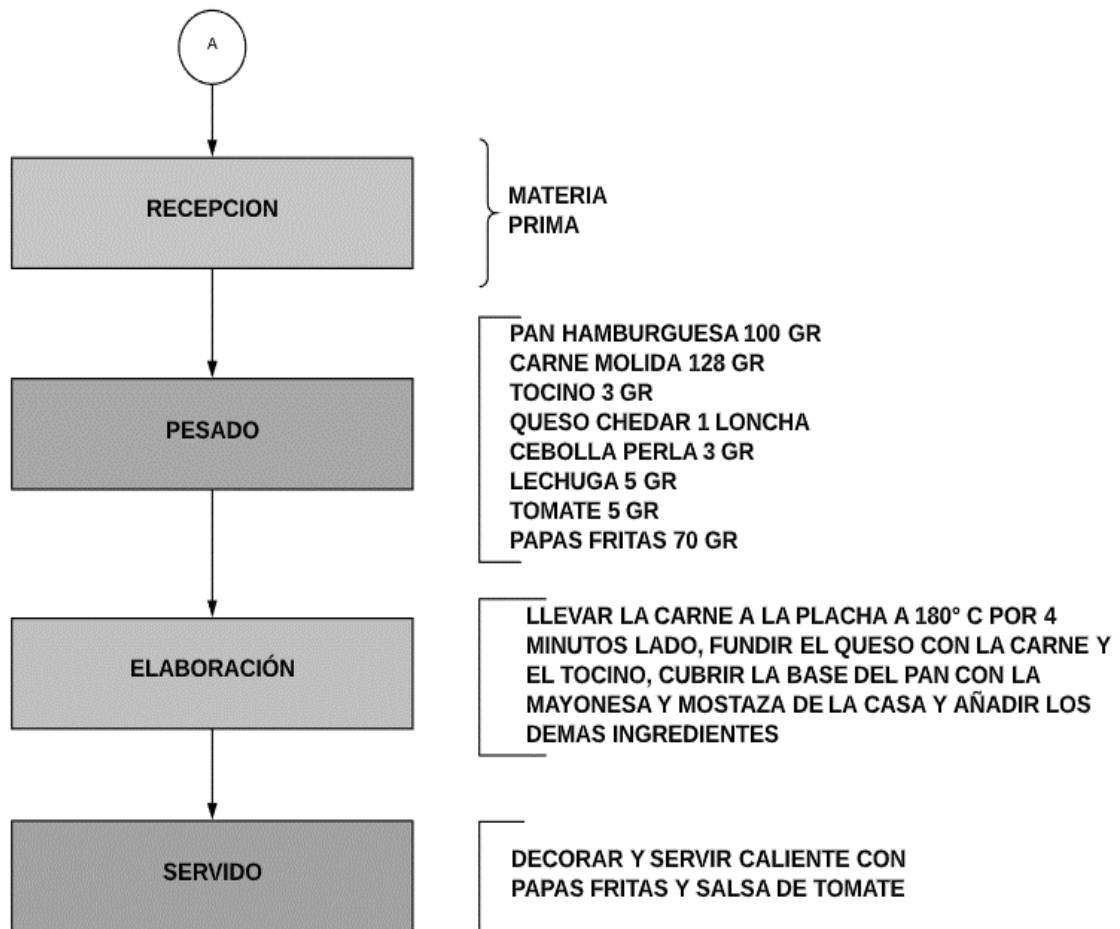 A
RECEPCION
MATERIA
PRIMA
PESADO
PAN HAMBURGUESA 100 GR
CARNE MOLIDA 128 GR
TOCINO 3 GR
QUESO CHEDAR 1 LONCHA
CEBOLLA PERLA 3 GR
LECHUGA 5 GR
TOMATE 5 GR
PAPAS FRITAS 70 GR
ELABORACIÓN
LLEVAR LA CARNE A LA PLACHA A 180° C POR 4
MINUTOS LADO, FUNDIR EL QUESO CON LA CARNE Y
EL TOCINO, CUBRIR LA BASE DEL PAN CON LA
MAYONESA Y MOSTAZA DE LA CASA Y AÑADIR LOS
DEMAS INGREDIENTES
SERVIDO
DECORAR Y SERVIR CALIENTE CON
PAPAS FRITAS Y SALSA DE TOMATE